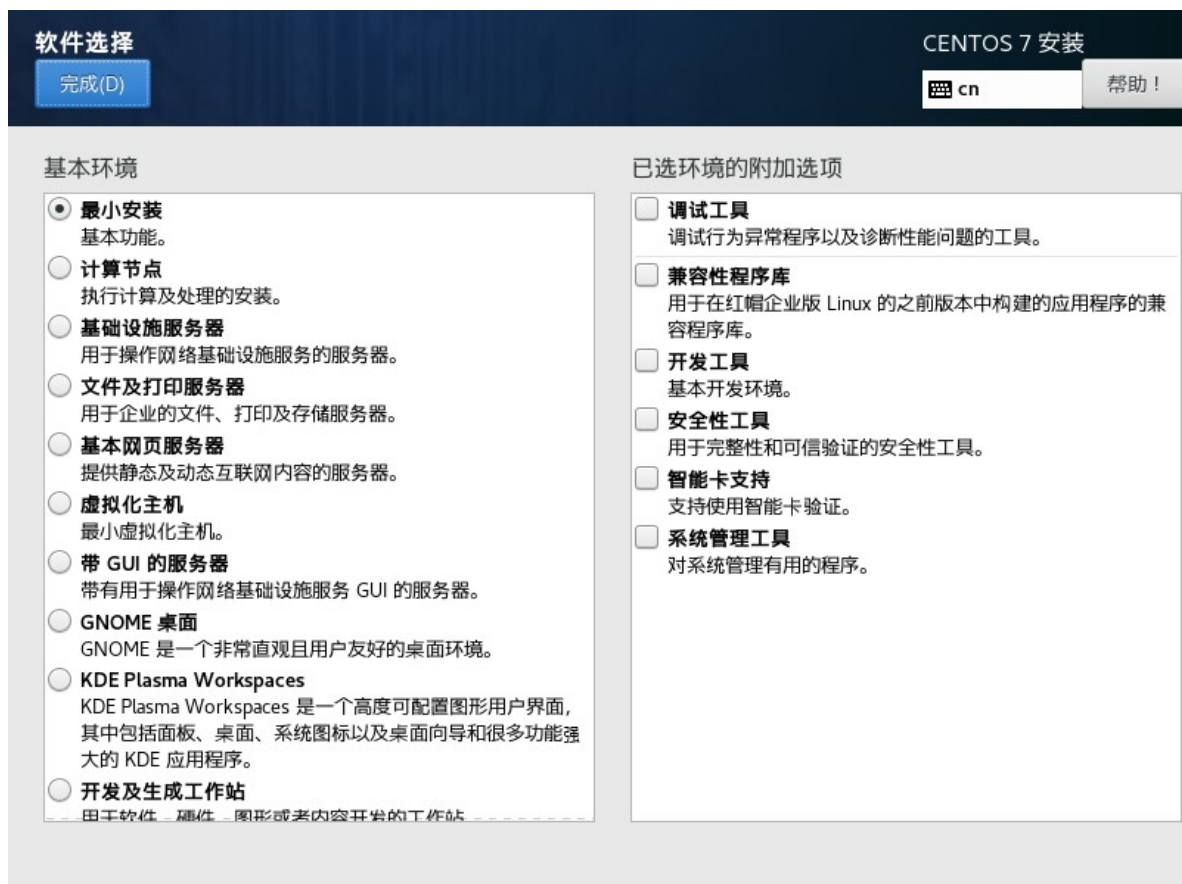 软件选择
完成(D)
CENTOS 7 安装
cn
帮助！
基本环境
最小安装
基本功能。
计算节点
执行计算及处理的安装。
基础设施服务器
用于操作网络基础设施服务的服务器。
文件及打印服务器
用于企业的文件、打印及存储服务器。
基本网页服务器
提供静态及动态互联网内容的服务器。
虚拟化主机
最小虚拟化主机。
带 GUI 的服务器
带有用于操作网络基础设施服务 GUI 的服务器。
GNOME 桌面
GNOME 是一个非常直观且用户友好的桌面环境。
KDE Plasma Workspaces
KDE Plasma Workspaces 是一个高度可配置图形用户界面，
其中包括面板、桌面、系统图标以及桌面向导和很多功能强
大的 KDE 应用程序。
开发及生成工作站
用于软件、硬件、图形或者内容开发的工作站
已选环境的附加选项
调试工具
调试行为异常程序以及诊断性能问题的工具。
兼容性程序库
用于在红帽企业版 Linux 的之前版本中构建的应用程序的兼
容程序库。
开发工具
基本开发环境。
安全性工具
用于完整性和可信验证的安全性工具。
智能卡支持
支持使用智能卡验证。
系统管理工具
对系统管理有用的程序。